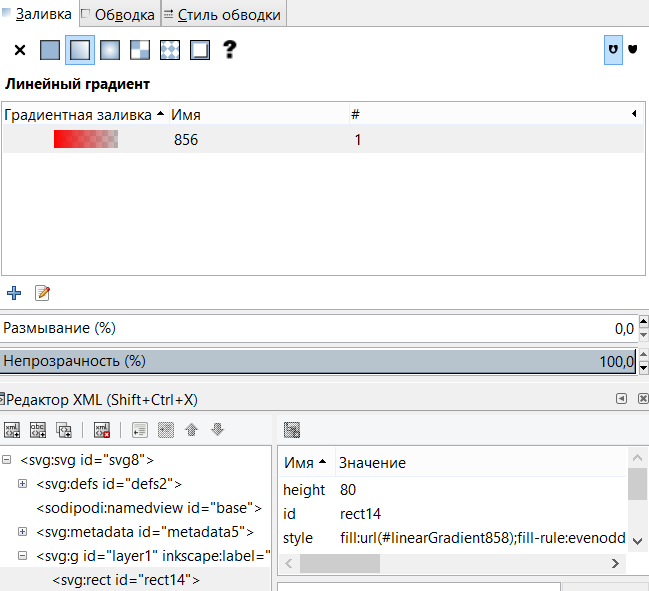 Заливка Обводка Стиль обводки
?
Линейный градиент
Градиентная заливка Имя #
856 1
Размывание (%) 0,0
Непрозрачность (%) 100,0
Редактор XML (Shift+Ctrl+X)
<svg:svg id="svg8">
<svg:defs id="defs2">
<sodipodi:namedview id="base">
<svg:metadata id="metadata5">
<svg:g id="layer1" inkscape:label="
<svg:rect id="rect14">
Имя Значение
height 80
id rect14
style fill:url(#linearGradient858);fill-rule:evenodd